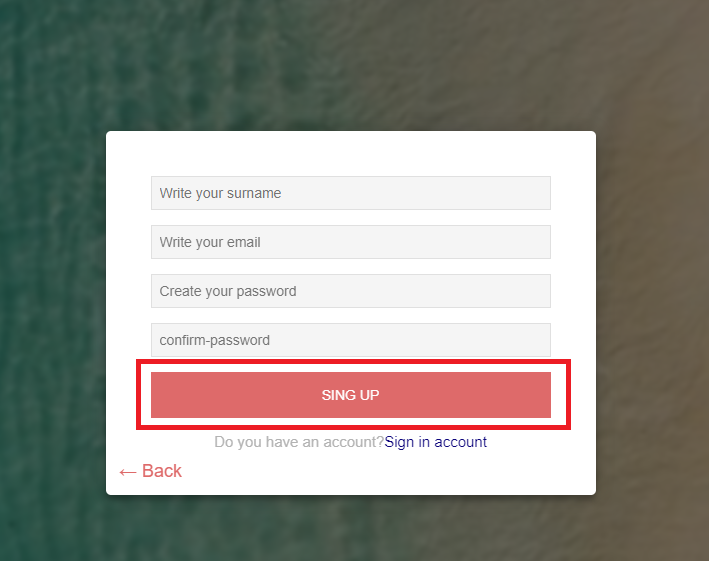 Write your surname
Write your email
Create your password
confirm-password
SING UP
Do you have an account?Sign in account
← Back